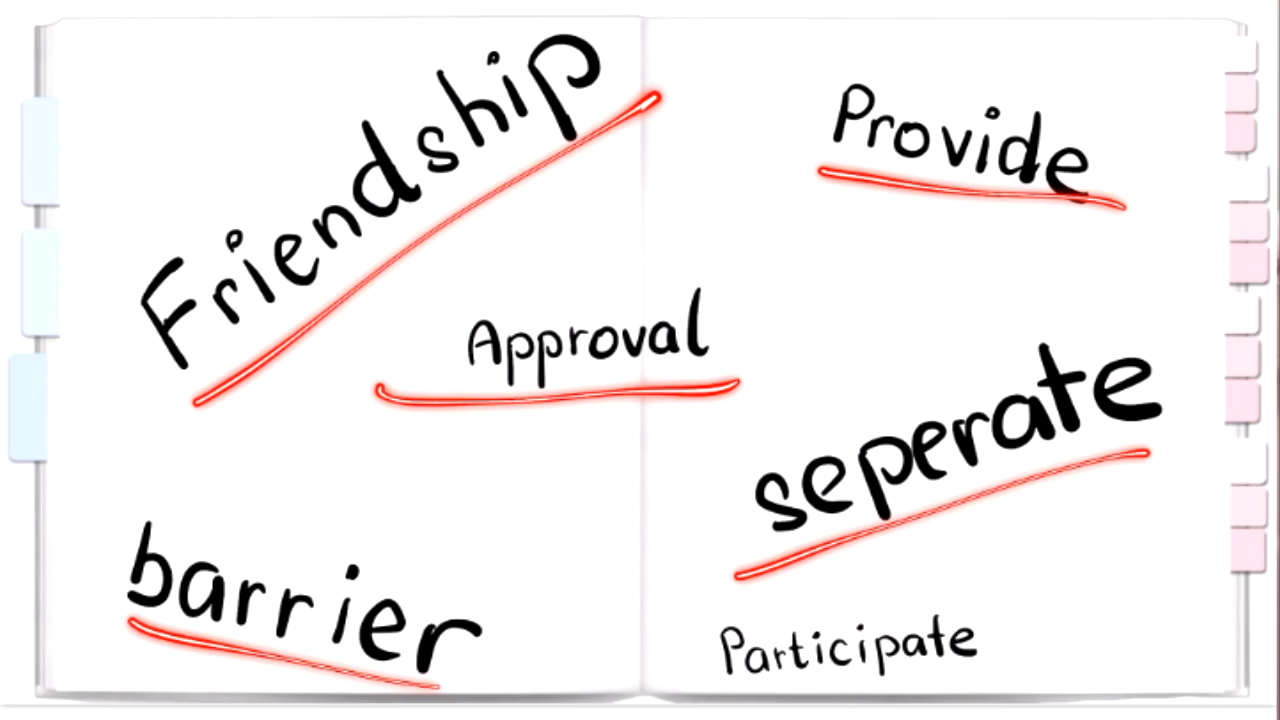 Friendship
Provide
Approval
seperate
barrier
Participate